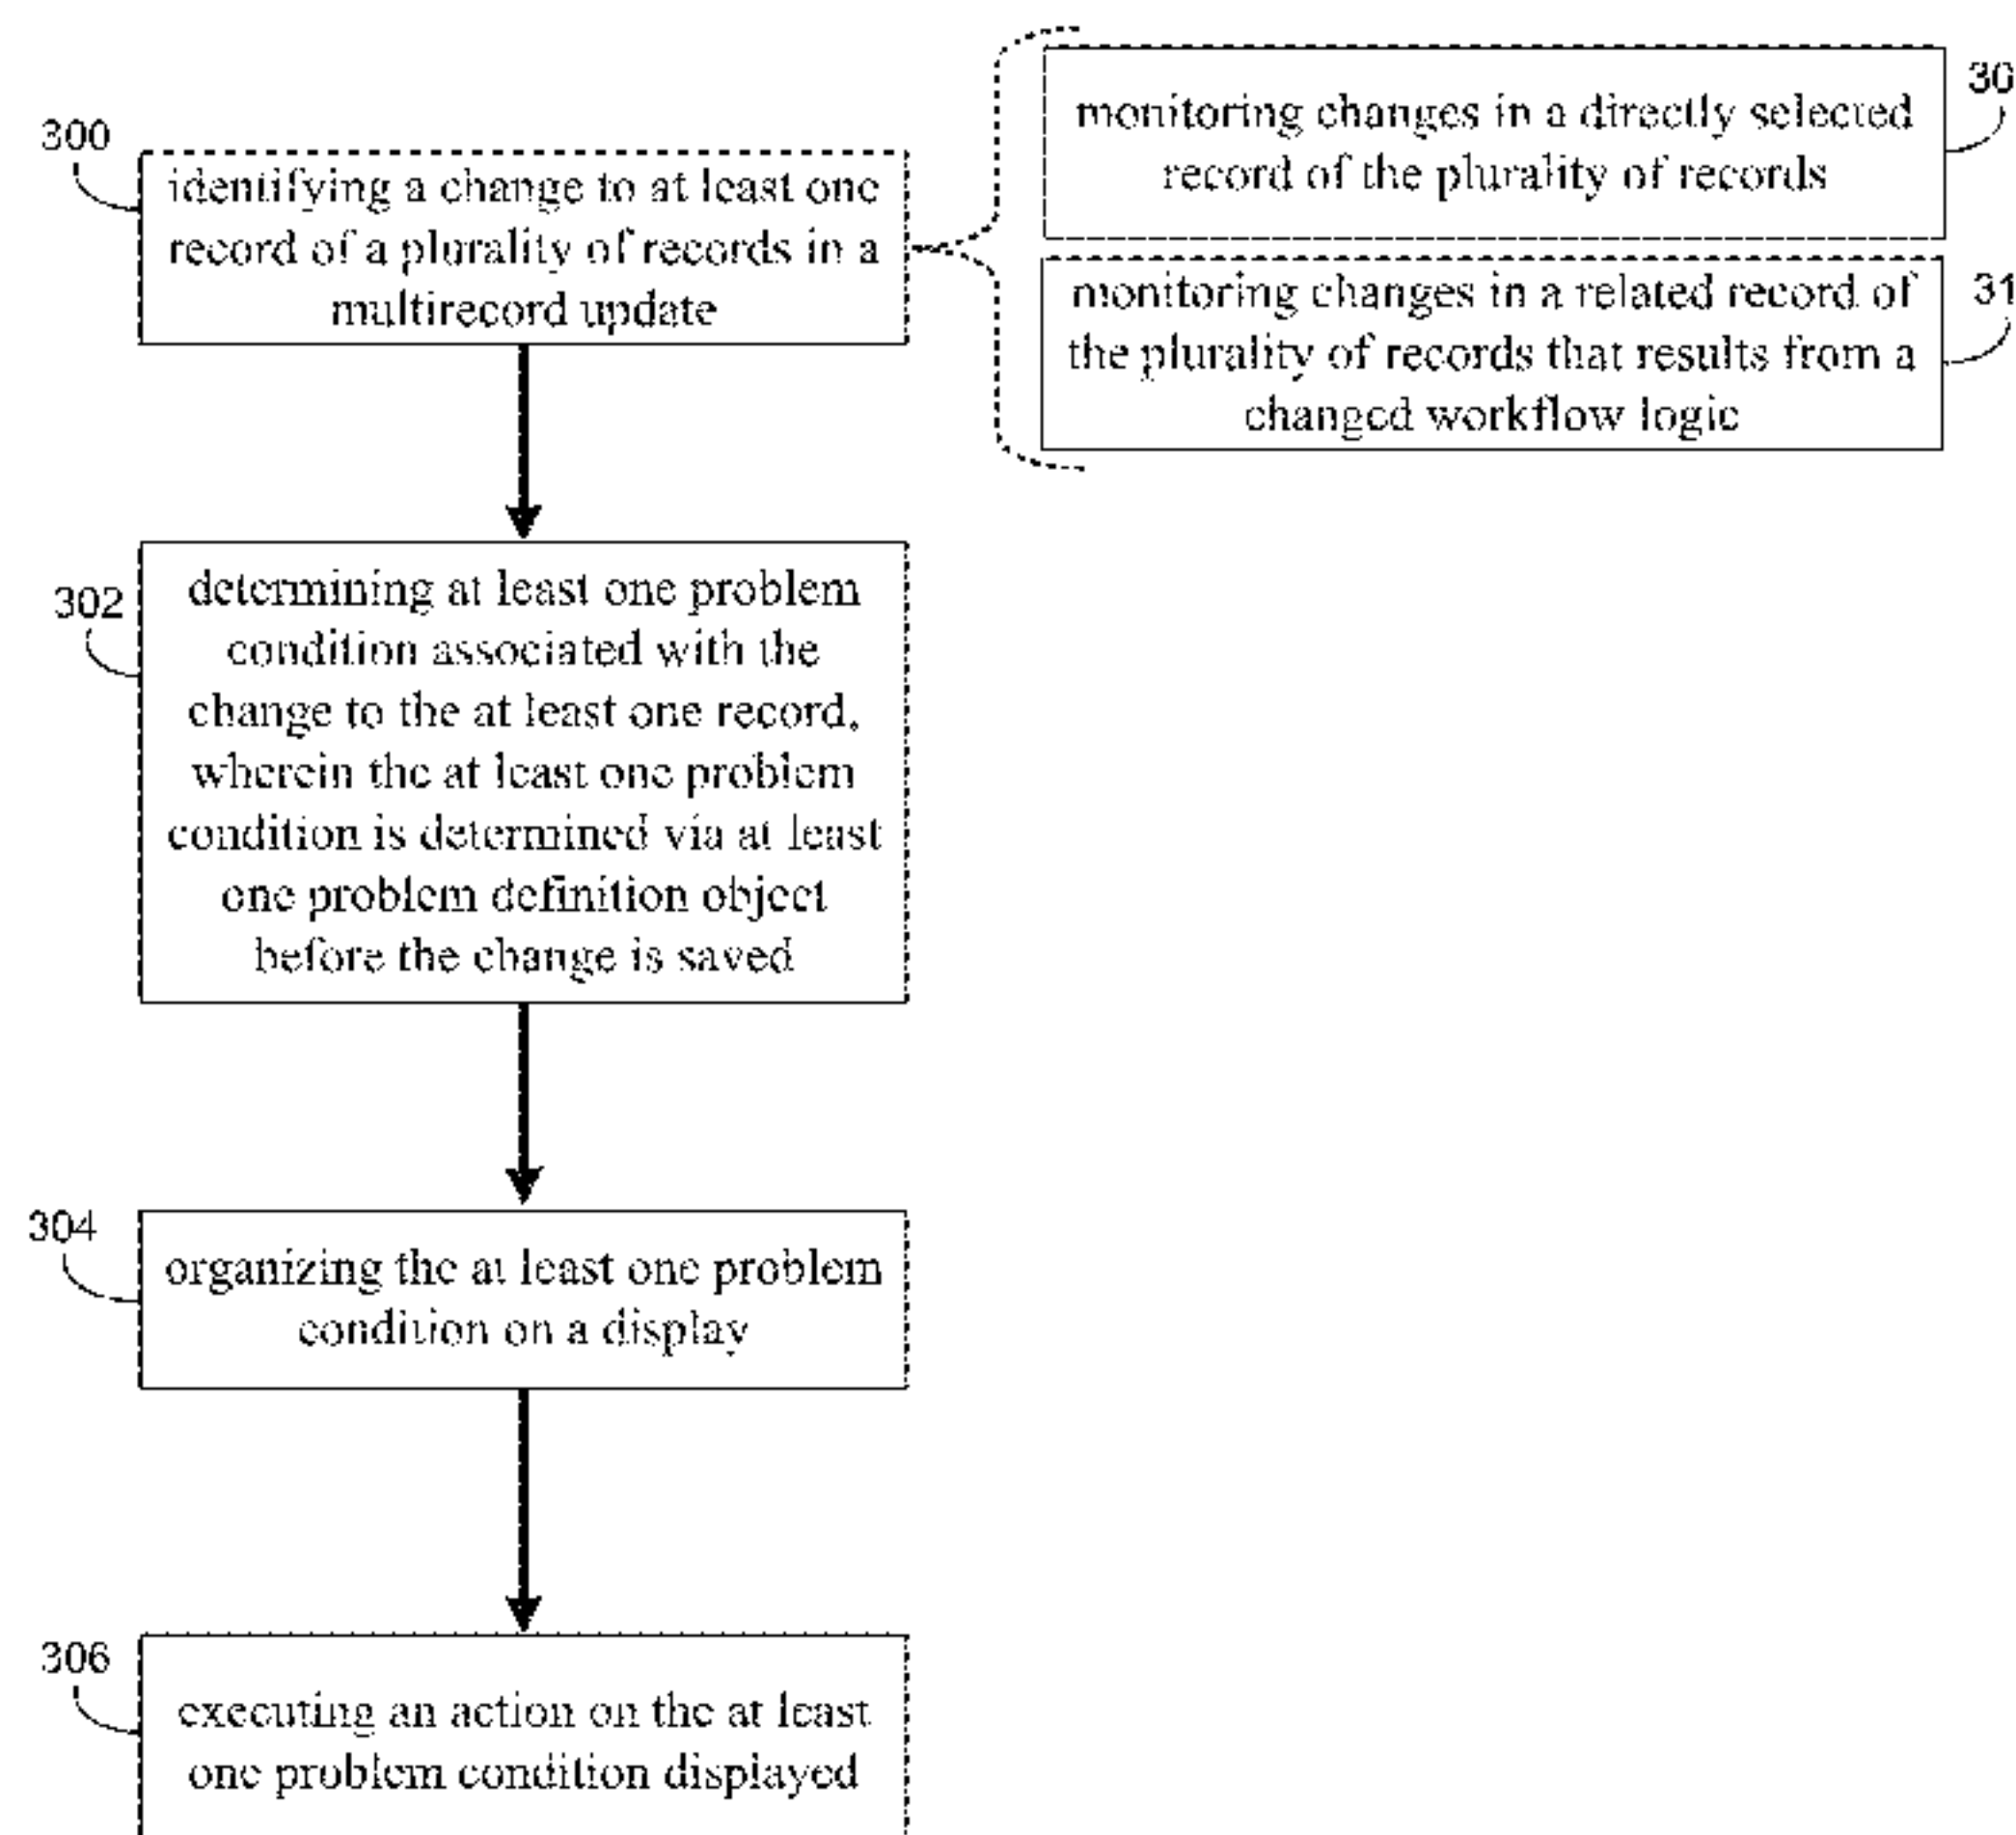 300
identifying a change to at least one
record of a plurality of records in a
multirecord update
monitoring changes in a directly selected
record of the plurality of records
monitoring changes in a related record of
the plurality of records that results from a
changed workflow logic
302
determining at least one problem
condition associated with the
change to the at least one record,
wherein the at least one problem
condition is determined via at least
one problem definition object
before the change is saved
304
organizing the at least one problem
condition on a display
306
executing an action on the at least
one problem condition displayed